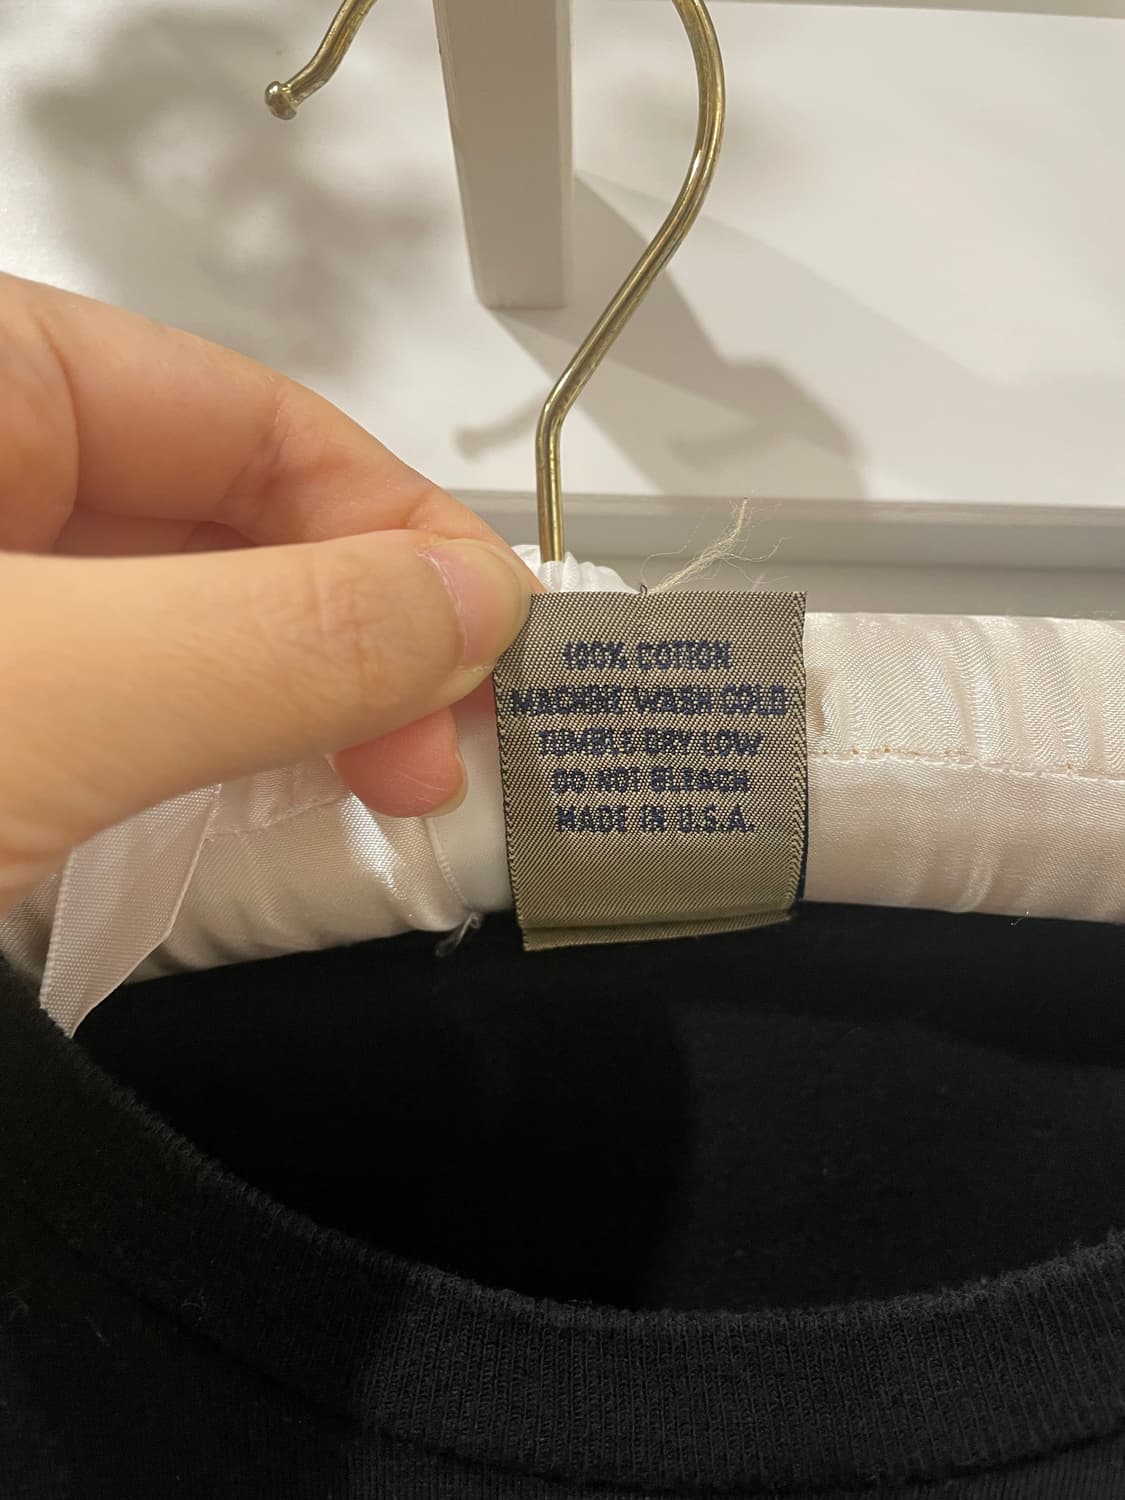 100% COTTON
MACHINE WASH COLD
TUMBLE DRY LOW
DO NOT BLEACH
MADE IN U.S.A.